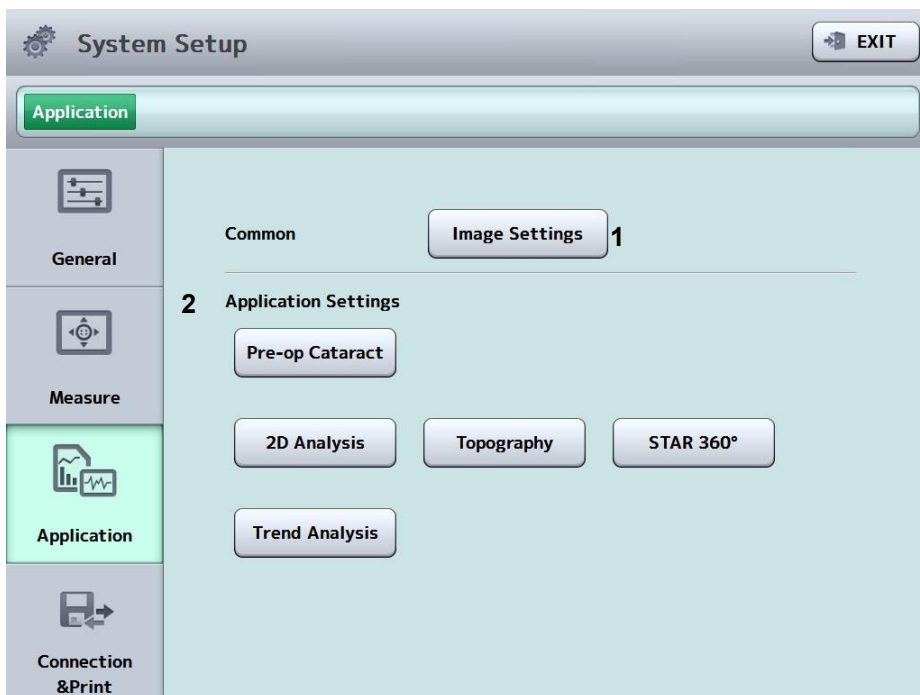 System Setup
EXIT
Application
General
Common
Image Settings
1
2
Application Settings
Pre-op Cataract
Measure
2D Analysis
Topography
STAR 360°
Application
Trend Analysis
Connection
&Print